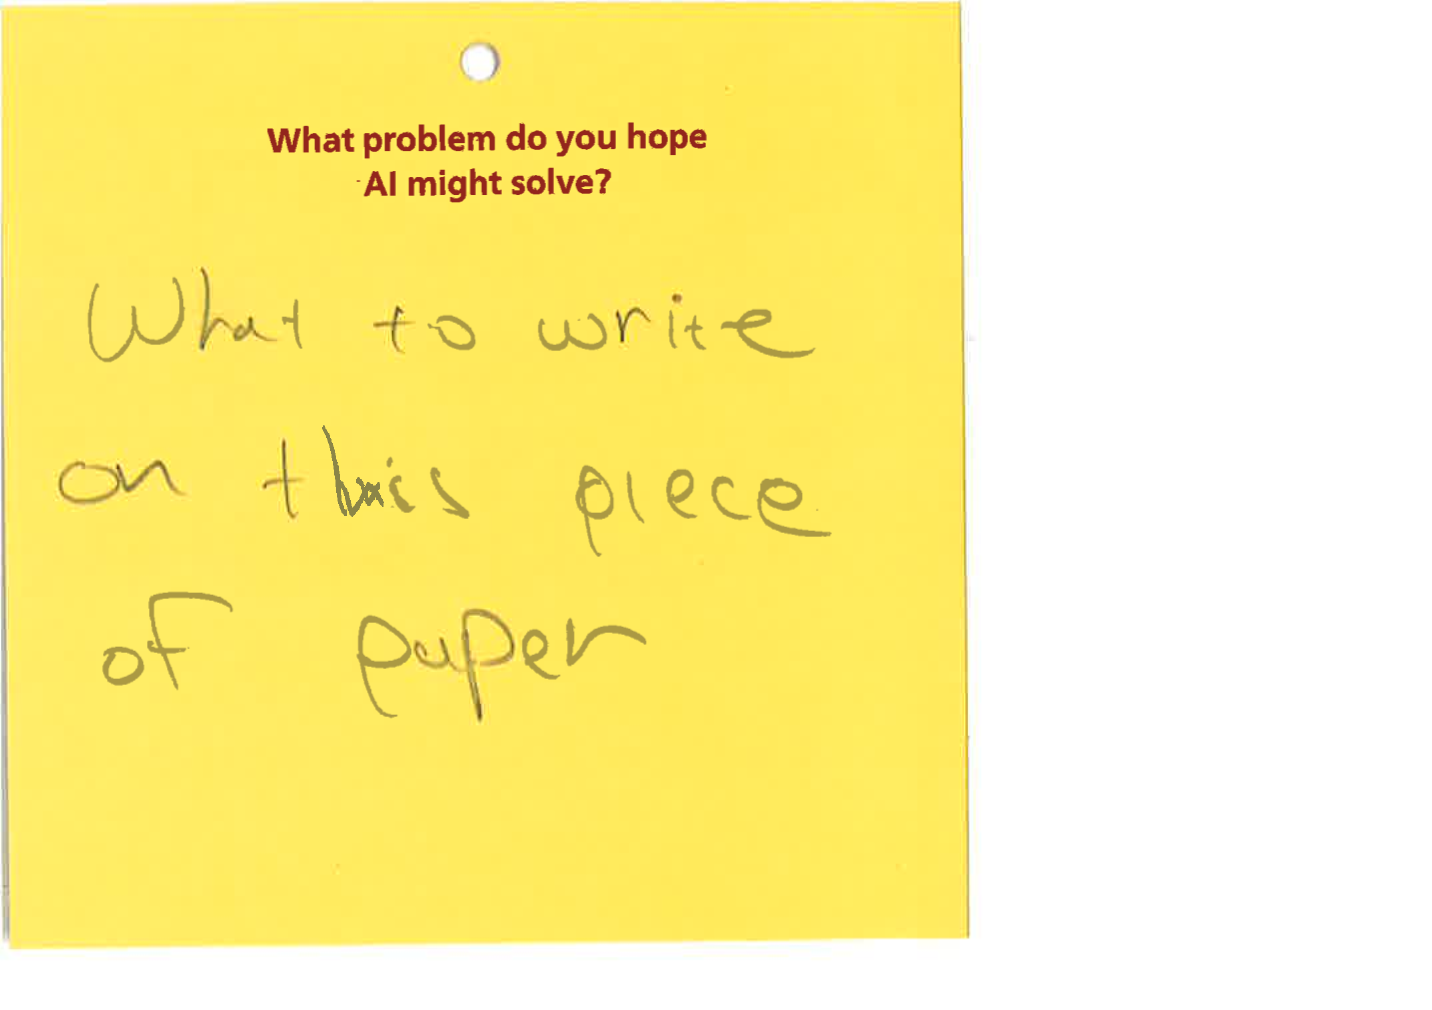 What problem do you hope
AI might solve?
What to write
on this piece
of paper